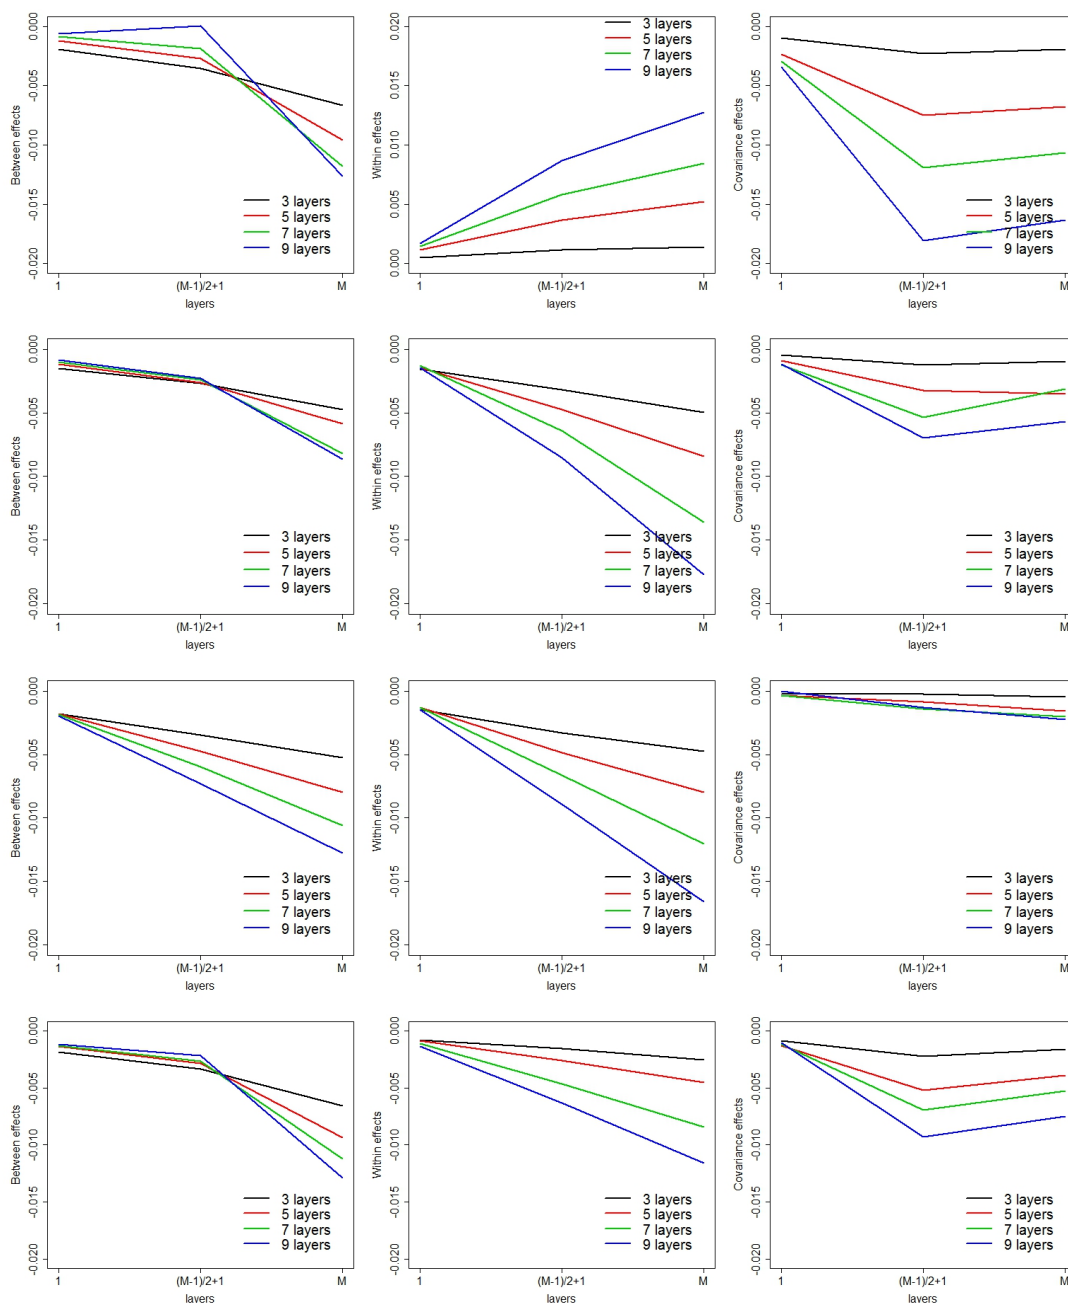 0.000
-0.005
-0.010
-0.015
-0.020
Between effects
3 layers
5 layers
7 layers
9 layers
1
(M-1)/2+1
M
layers
0.020
0.015
0.010
0.005
0.000
Within effects
3 layers
5 layers
7 layers
9 layers
1
(M-1)/2+1
M
layers
0.000
-0.005
-0.010
-0.015
-0.020
Covariance effects
3 layers
5 layers
7 layers
9 layers
1
(M-1)/2+1
M
layers
0.000
-0.005
-0.010
-0.015
-0.020
Between effects
3 layers
5 layers
7 layers
9 layers
1
(M-1)/2+1
M
layers
0.000
-0.005
-0.010
-0.015
-0.020
Within effects
3 layers
5 layers
7 layers
9 layers
1
(M-1)/2+1
M
layers
0.000
-0.005
-0.010
-0.015
-0.020
Covariance effects
3 layers
5 layers
7 layers
9 layers
1
(M-1)/2+1
M
layers
0.000
-0.005
-0.010
-0.015
-0.020
Between effects
3 layers
5 layers
7 layers
9 layers
1
(M-1)/2+1
M
layers
0.000
-0.005
-0.010
-0.015
-0.020
Within effects
3 layers
5 layers
7 layers
9 layers
1
(M-1)/2+1
M
layers
0.000
-0.005
-0.010
-0.015
-0.020
Covariance effects
3 layers
5 layers
7 layers
9 layers
1
(M-1)/2+1
M
layers
0.000
-0.005
-0.010
-0.015
-0.020
Between effects
3 layers
5 layers
7 layers
9 layers
1
(M-1)/2+1
M
layers
0.000
-0.005
-0.010
-0.015
-0.020
Within effects
3 layers
5 layers
7 layers
9 layers
1
(M-1)/2+1
M
layers
0.000
-0.005
-0.010
-0.015
-0.020
Covariance effects
3 layers
5 layers
7 layers
9 layers
1
(M-1)/2+1
M
layers